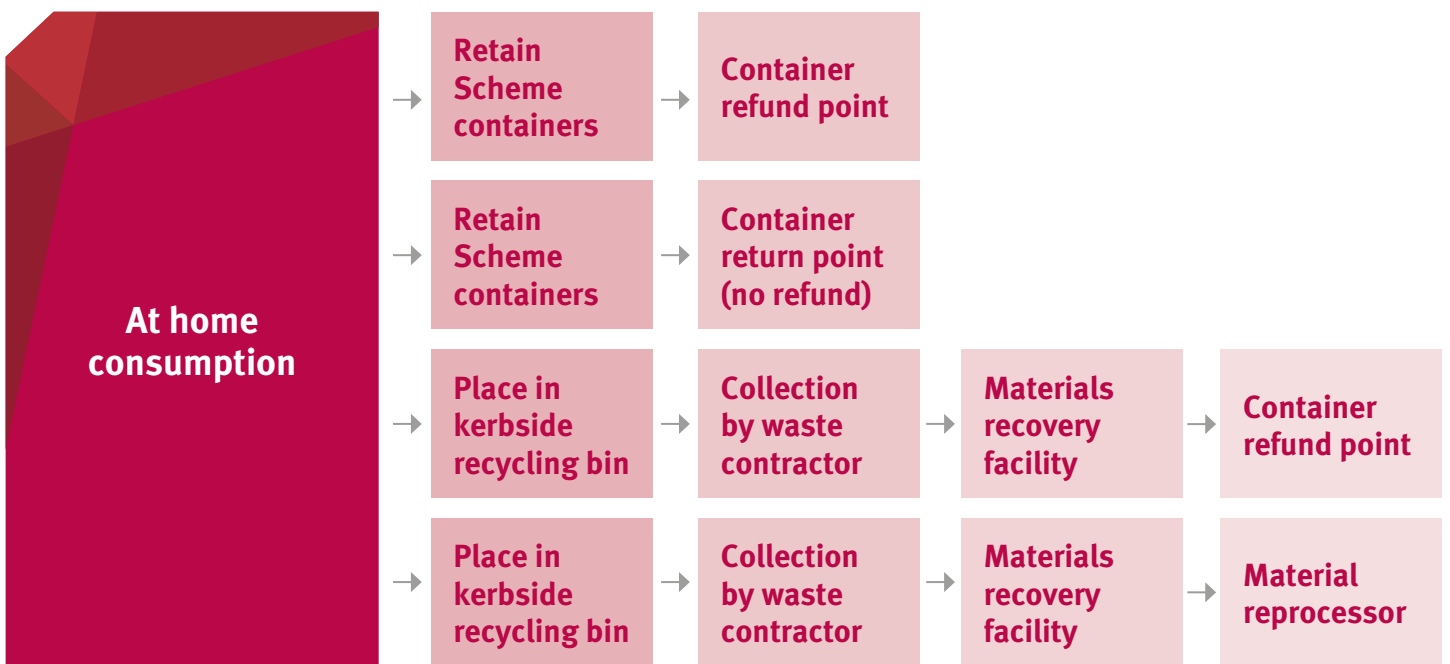 At home
consumption
Retain
Scheme
containers
Container
refund point
Retain
Scheme
containers
Container
return point
(no refund)
Place in
kerbside
recycling bin
Collection
by waste
contractor
Materials
recovery
facility
Container
refund point
Place in
kerbside
recycling bin
Collection
by waste
contractor
Materials
recovery
facility
Material
reprocessor